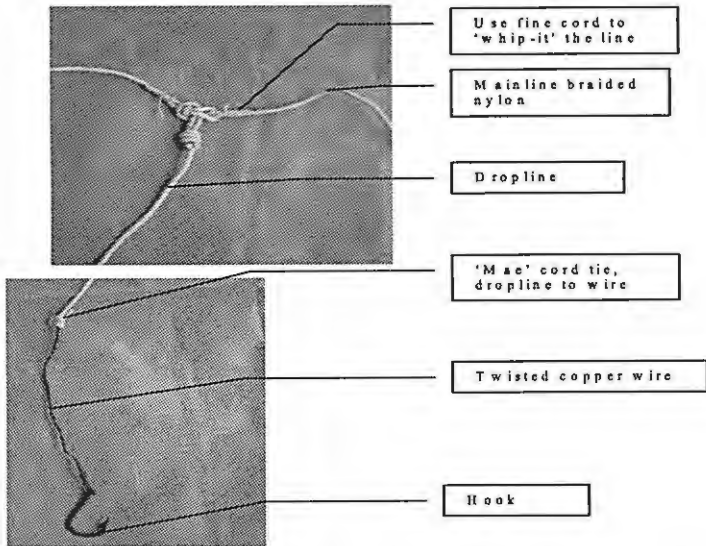 Use fine cord to
'whip-it' the line
Mainline braided
nylon
Dropline
'Mae' cord tie,
dropline to wire
Twisted copper wire
Hook